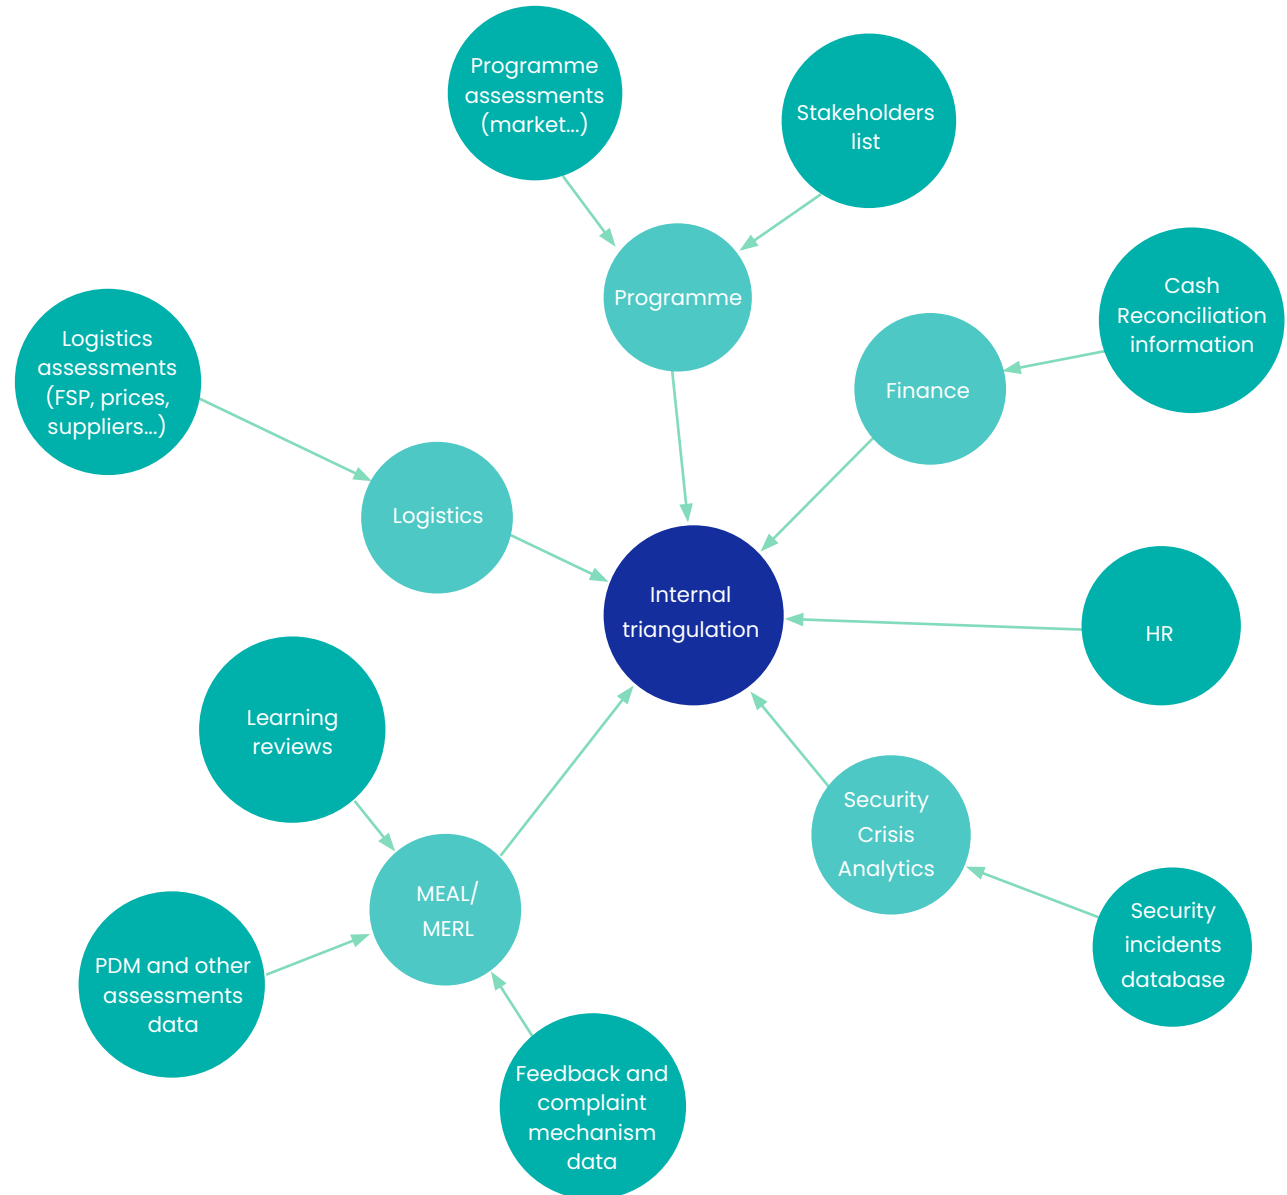 Programme
assessments
(market...)
Stakeholders
list
Programme
Cash
Reconciliation
information
Finance
Logistics
assessments
(FSP, prices,
suppliers...)
Logistics
Internal
triangulation
HR
Learning
reviews
Security
Crisis
Analytics
MEAL/
MERL
Security
incidents
database
PDM and other
assessments
data
Feedback and
complaint
mechanism
data